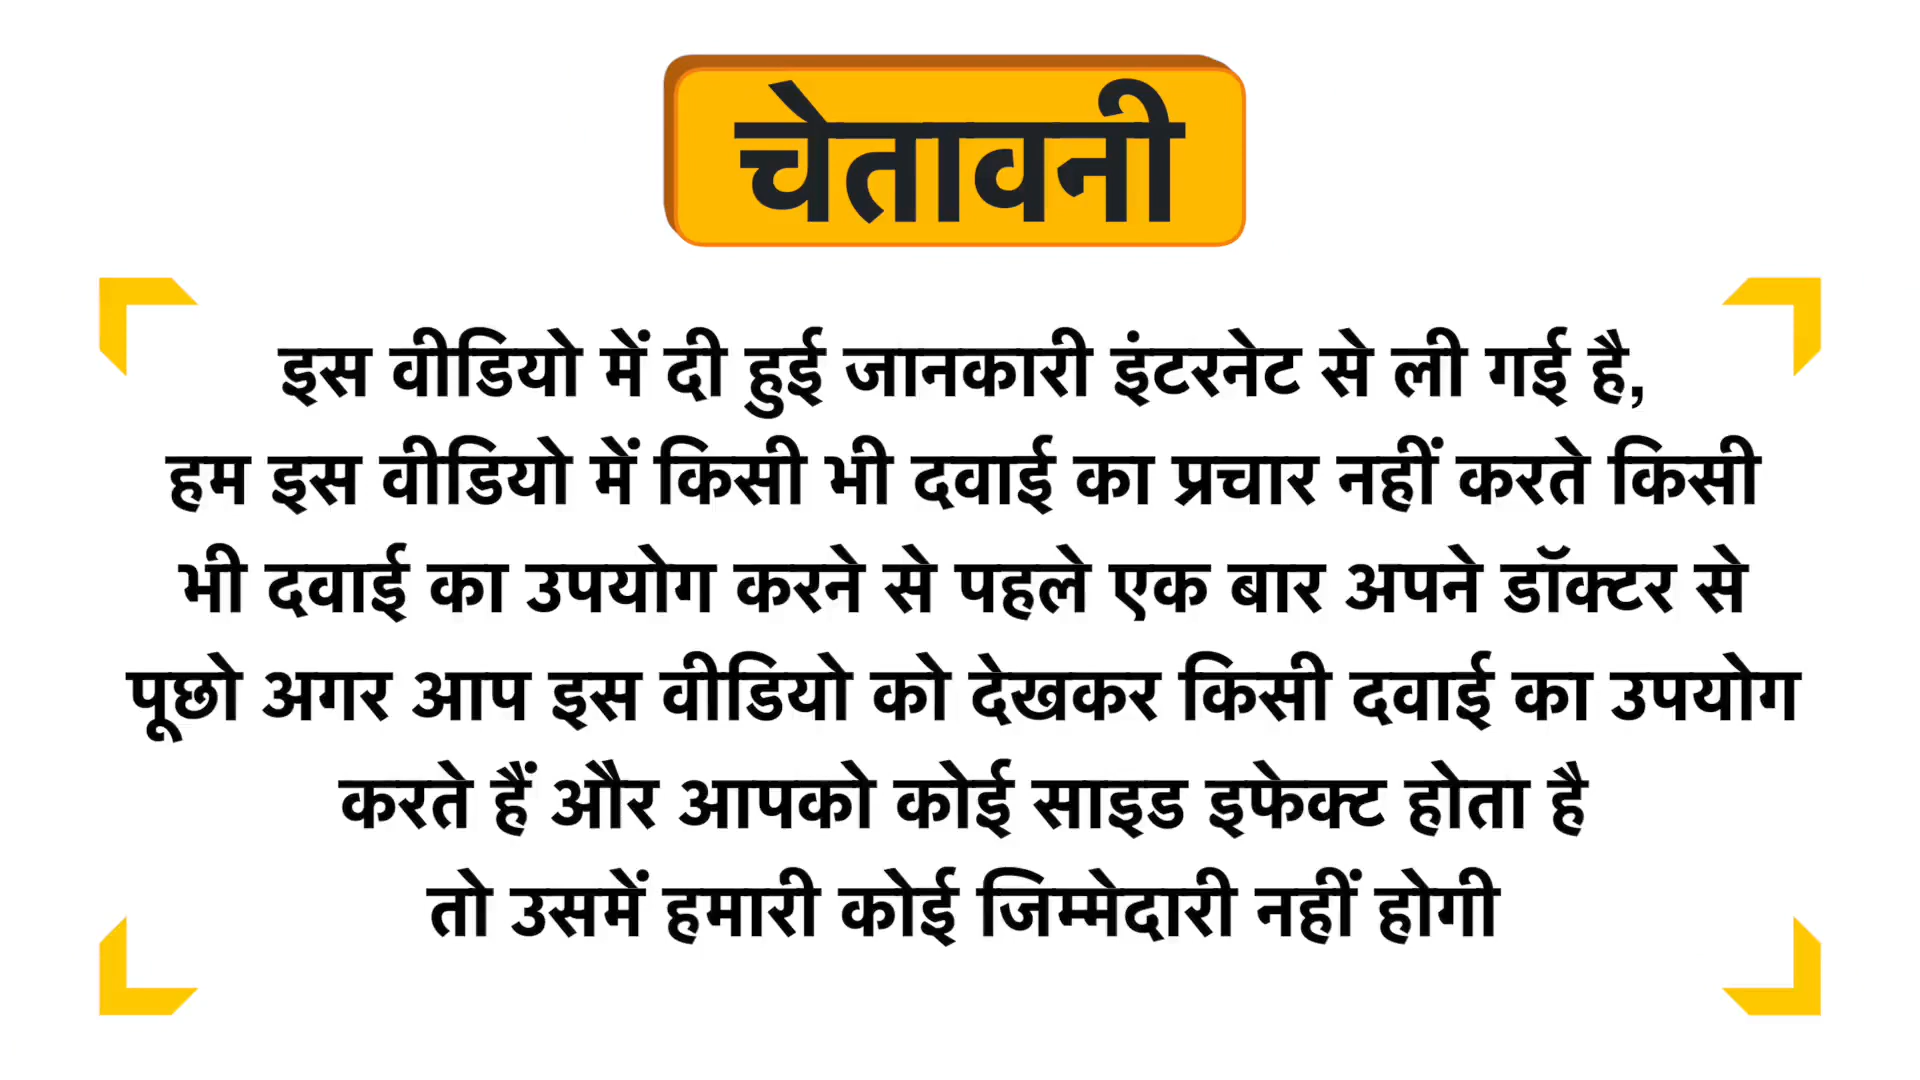 चेतावनी
इस वीडियो में दी हुई जानकारी इंटरनेट से ली गई है,
हम इस वीडियो में किसी भी दवाई का प्रचार नहीं करते किसी
भी दवाई का उपयोग करने से पहले एक बार अपने डॉक्टर से
पूछो अगर आप इस वीडियो को देखकर किसी दवाई का उपयोग
करते हैं और आपको कोई साइड इफेक्ट होता है
तो उसमें हमारी कोई जिम्मेदारी नहीं होगी